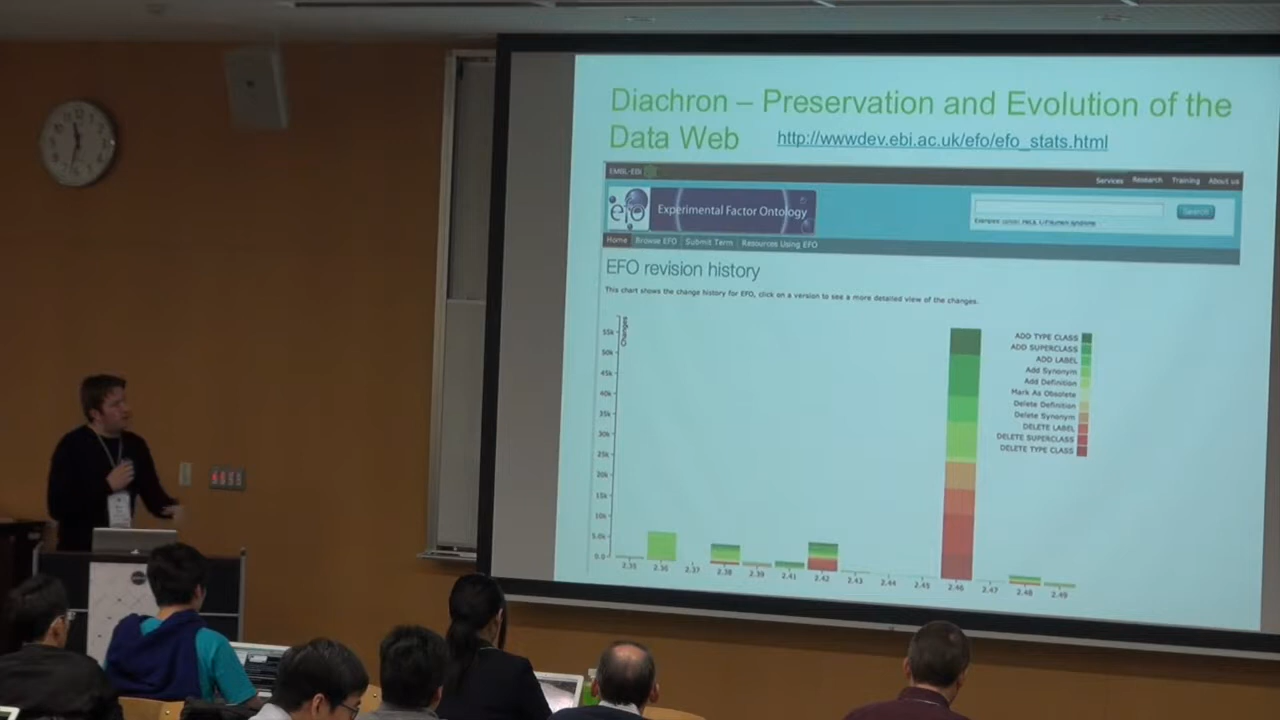 Diachron – Preservation and Evolution of the
Data Web http://wwwdev.ebi.ac.uk/efo/efo_stats.html
EMBL-EBI
Services Research Training About us
efo Experimental Factor Ontology
Search
Home Browse EFO Submit Term Resources Using EFO
EFO revision history
This chart shows the change history for EFO, click on a version to see a more detailed view of the changes.
Changes
55k
50k
45k
40k
35k
30k
25k
20k
15k
10k
5.0k
0.0
ADD TYPE CLASS
ADD SUPERCLASS
ADD LABEL
Add Synonym
Add Definition
Mark As Obsolete
Delete Definition
Delete Synonym
DELETE LABEL
DELETE SUPERCLASS
DELETE TYPE CLASS
2.35 2.36 2.37 2.38 2.39 2.41 2.42 2.43 2.44 2.45 2.46 2.47 2.48 2.49